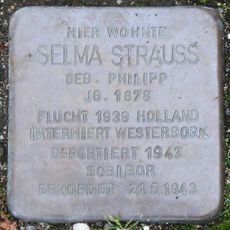 HIER WOHNTE
SELMA STRAUSS
GEB. PHILIPP
JG. 1878
FLUCHT 1939 HOLLAND
INTERNIERT WESTERBORK
DEPORTIERT 1943
SOBIBOR
ERMORDET 21.5.1943